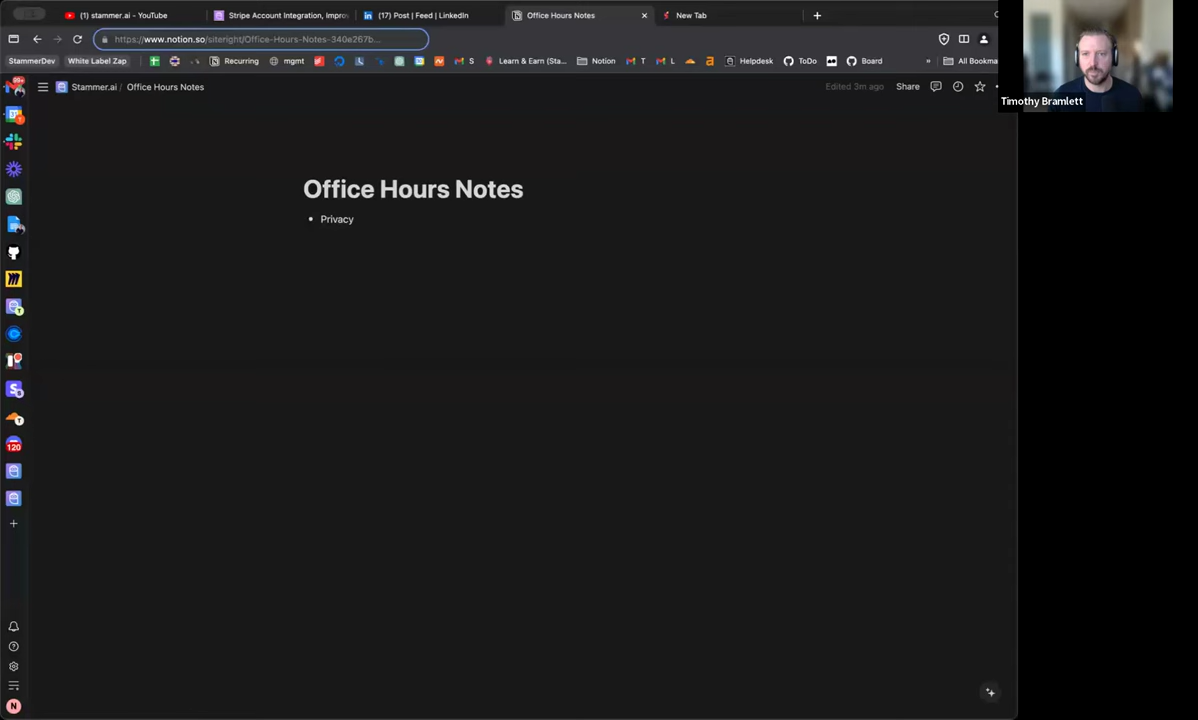 (1) stammer.ai - YouTube
Stripe Account Integration, Improv
(17) Post | Feed | LinkedIn
Office Hours Notes
New Tab
https://www.notion.so/siteright/Office-Hours-Notes-340e267b...
StammerDev
White Label Zap
Recurring
mgmt
S
Learn & Earn (Sta...
Notion
T
L
Helpdesk
ToDo
Board
»
All Bookma
Stammer.ai / Office Hours Notes
Edited 3m ago
Share
Timothy Bramlett
Office Hours Notes
• Privacy
120
N